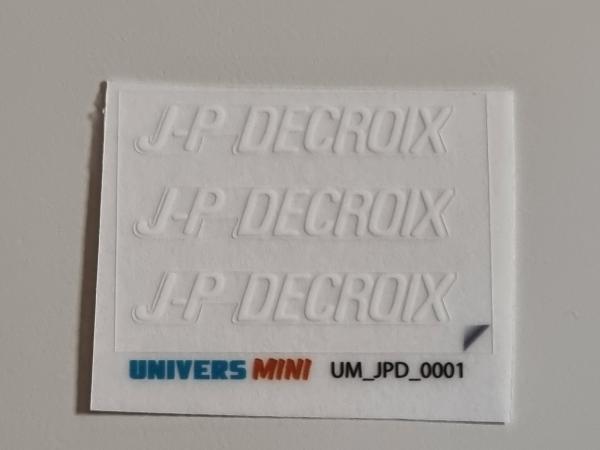 J-P DECROIX
J-P DECROIX
J-P DECROIX
UNIVERS MINI UM_JPD_0001